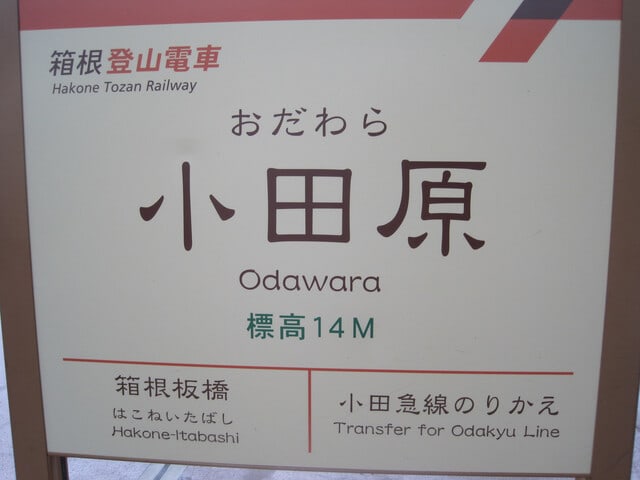 箱根登山電車
Hakone Tozan Railway
おだわら
小田原
Odawara
標高14M
箱根板橋
はこねいたばし
Hakone-Itabashi
小田急線のりかえ
Transfer for Odakyu Line